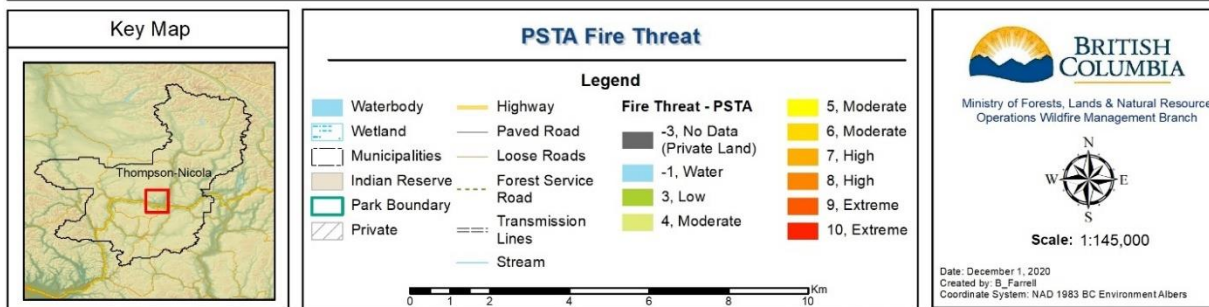 Key Map
Thompson-Nicola
PSTA Fire Threat
Legend
Waterbody
Wetland
Municipalities
Indian Reserve
Park Boundary
Private
Highway
Paved Road
Loose Roads
Forest Service
Road
Transmission
Lines
Stream
Fire Threat - PSTA
-3, No Data
(Private Land)
-1, Water
3, Low
4, Moderate
5, Moderate
6, Moderate
7, High
8, High
9, Extreme
10, Extreme
0 1 2 4 6 8 10
Km
BRITISH
COLUMBIA
Ministry of Forests, Lands & Natural Resource
Operations Wildfire Management Branch
N
W E
S
Scale: 1:145,000
Date: December 1, 2020
Created by: B_Farrell
Coordinate System: NAD 1983 BC Environment Albers